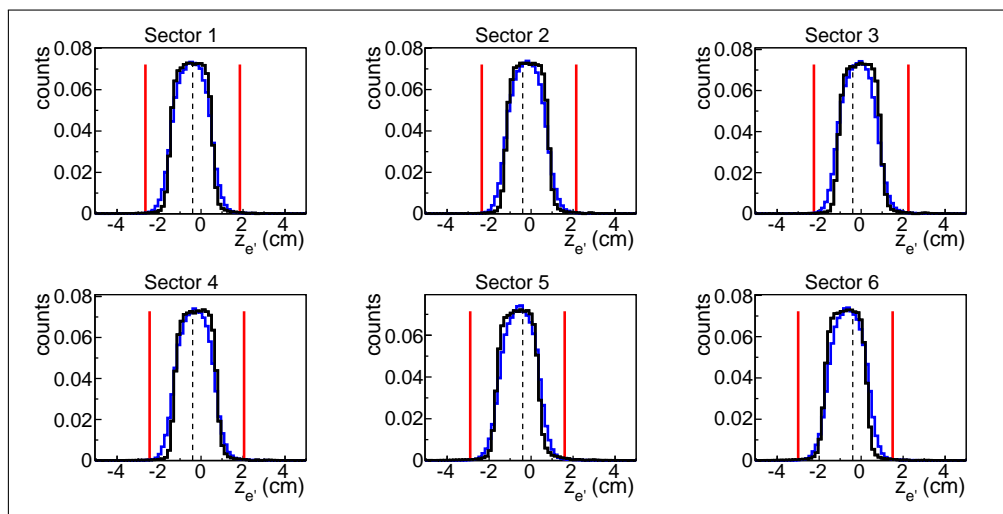 Sector 1
counts
0.08
0.06
0.04
0.02
0
-4 -2 0 2 4
z_e' (cm)
Sector 2
counts
0.08
0.06
0.04
0.02
0
-4 -2 0 2 4
z_e' (cm)
Sector 3
counts
0.08
0.06
0.04
0.02
0
-4 -2 0 2 4
z_e' (cm)
Sector 4
counts
0.08
0.06
0.04
0.02
0
-4 -2 0 2 4
z_e' (cm)
Sector 5
counts
0.08
0.06
0.04
0.02
0
-4 -2 0 2 4
z_e' (cm)
Sector 6
counts
0.08
0.06
0.04
0.02
0
-4 -2 0 2 4
z_e' (cm)